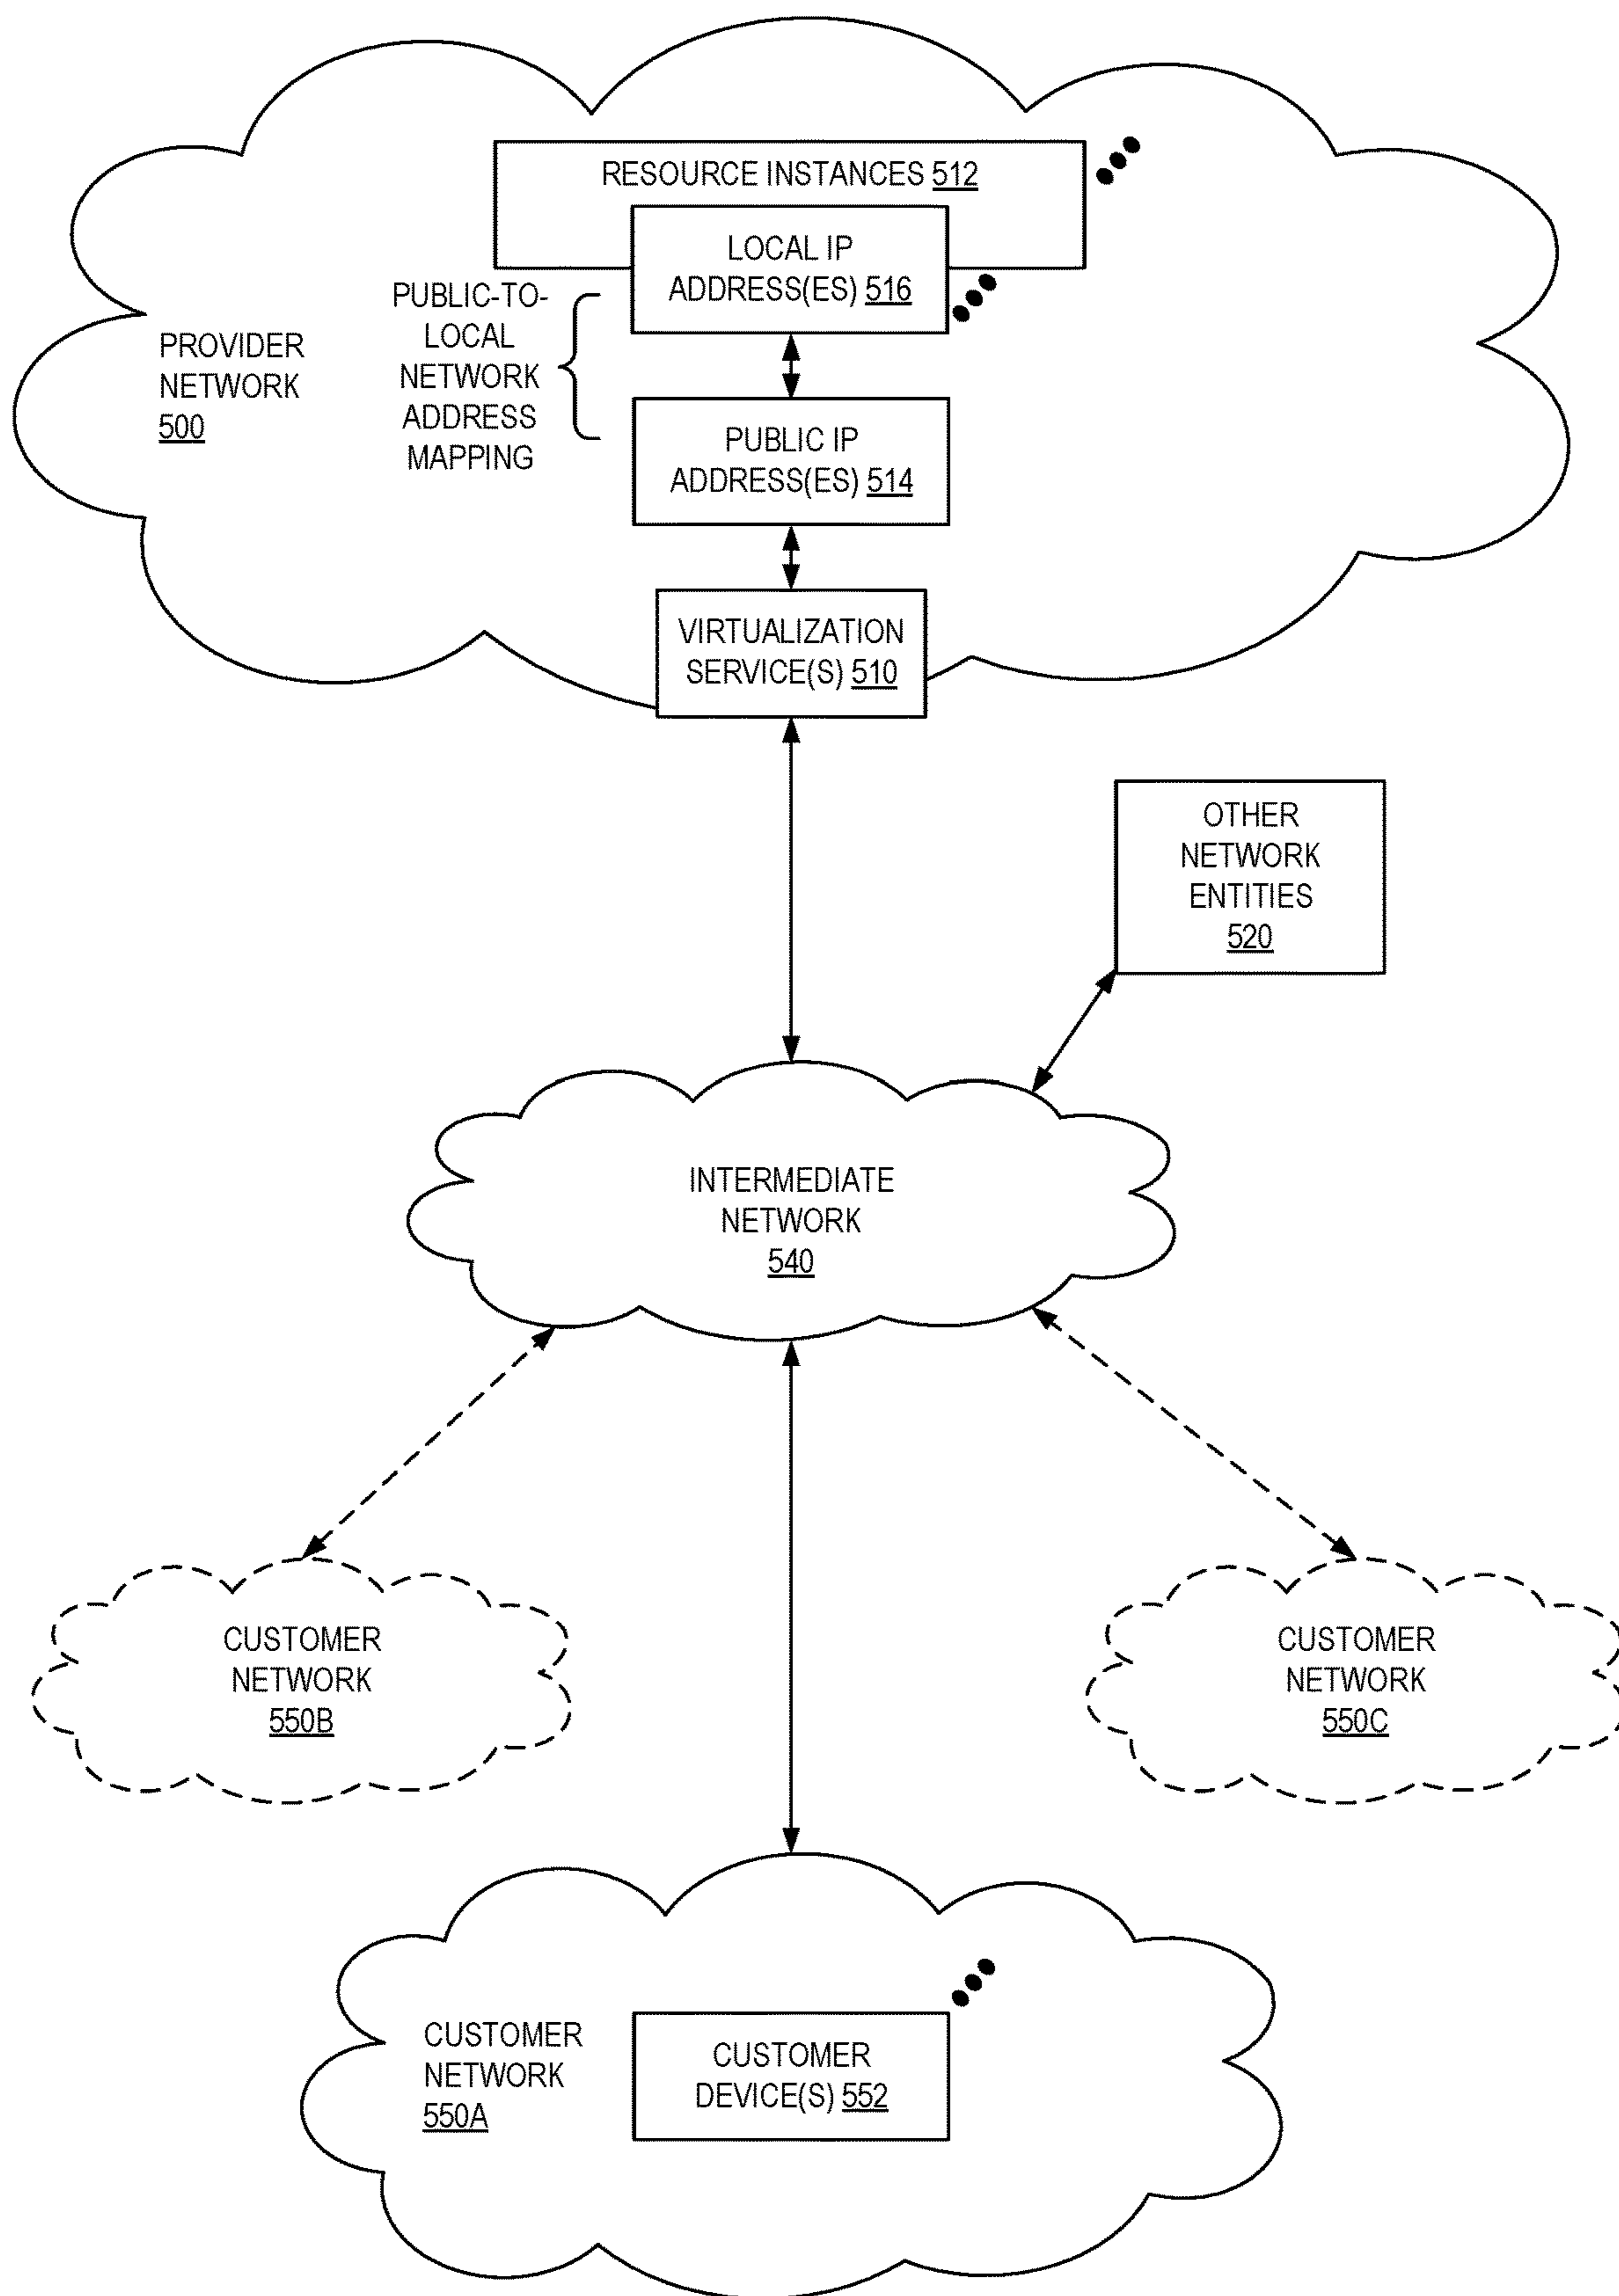 RESOURCE INSTANCES 512
LOCAL IP
ADDRESS(ES) 516
PUBLIC-TO-
LOCAL
NETWORK
ADDRESS
MAPPING
PROVIDER
NETWORK
500
PUBLIC IP
ADDRESS(ES) 514
VIRTUALIZATION
SERVICE(S) 510
OTHER
NETWORK
ENTITIES
520
INTERMEDIATE
NETWORK
540
CUSTOMER
NETWORK
550B
CUSTOMER
NETWORK
550C
CUSTOMER
NETWORK
550A
CUSTOMER
DEVICE(S) 552